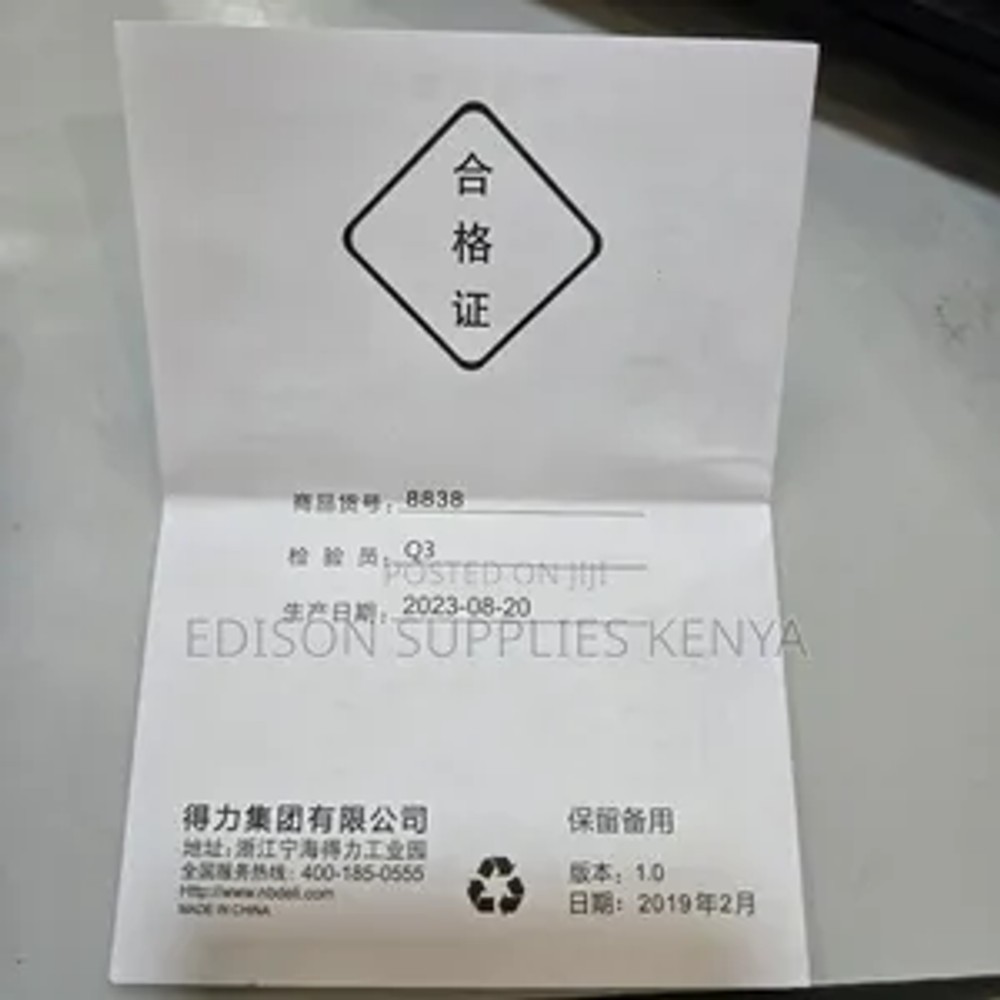 合
格
证
商品货号：8838
检验员：Q3
POSTED ON JIJI
生产日期：2023-08-20
EDISON SUPPLIES KENYA
得力集团有限公司
地址：浙江宁海得力工业园
全国服务热线：400-185-0555
Http://www.nbdeli.com
MADE IN CHINA
保留备用
版本：1.0
日期：2019年2月